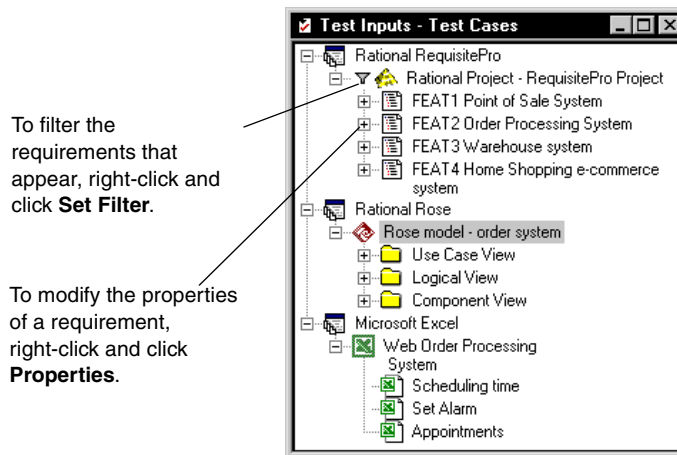 Test Inputs - Test Cases
Rational RequisitePro
Rational Project - RequisitePro Project
FEAT1 Point of Sale System
FEAT2 Order Processing System
FEAT3 Warehouse system
FEAT4 Home Shopping e-commerce
system
Rational Rose
Rose model - order system
Use Case View
Logical View
Component View
Microsoft Excel
Web Order Processing
System
Scheduling time
Set Alarm
Appointments
To filter the
requirements that
appear, right-click and
click Set Filter.
To modify the properties
of a requirement,
right-click and click
Properties.